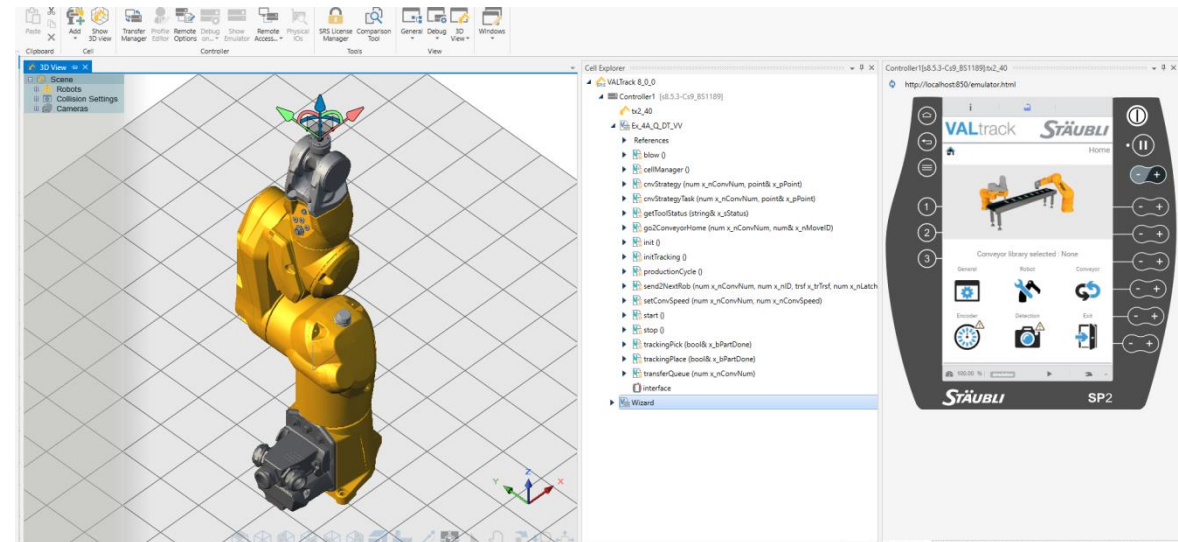 Paste
Add
Show 3D view
Transfer Manager
Profile Editor
Remote Options
Debug on...
Show Emulator
Remote Access...
Physical IOs
SRS License Manager
Comparison Tool
General
Debug
3D View
Windows
Clipboard
Cell
Controller
Tools
View
3D View
Scene
Robots
Collision Settings
Cameras
Z
Y
X
Cell Explorer
VALTrack 8_0_0
Controller1 [s8.5.3-Cs9_BS1189]
tx2_40
Ex_4A_Q_DT_VV
References
blow ()
cellManager ()
cnvStrategy (num x_nConvNum, point& x_pPoint)
cnvStrategyTask (num x_nConvNum, point& x_pPoint)
getToolStatus (string& x_sStatus)
go2ConveyorHome (num x_nConvNum, num& x_nMoveID)
init ()
initTracking ()
productionCycle ()
send2NextRob (num x_nConvNum, num x_nID, trsf x_trTrsf, num x_nLatch
setConvSpeed (num x_nConvNum, num x_nConvSpeed)
start ()
stop ()
trackingPick (bool& x_bPartDone)
trackingPlace (bool& x_bPartDone)
transferQueue (num x_nConvNum)
interface
Wizard
Controller1[s8.5.3-Cs9_BS1189]:tx2_40
http://localhost:850/emulator.html
VALtrack STÄUBLI
Home
Conveyor library selected : None
General Robot Conveyor
Encoder Detection Exit
100.00 %
1
2
3
STÄUBLI SP2